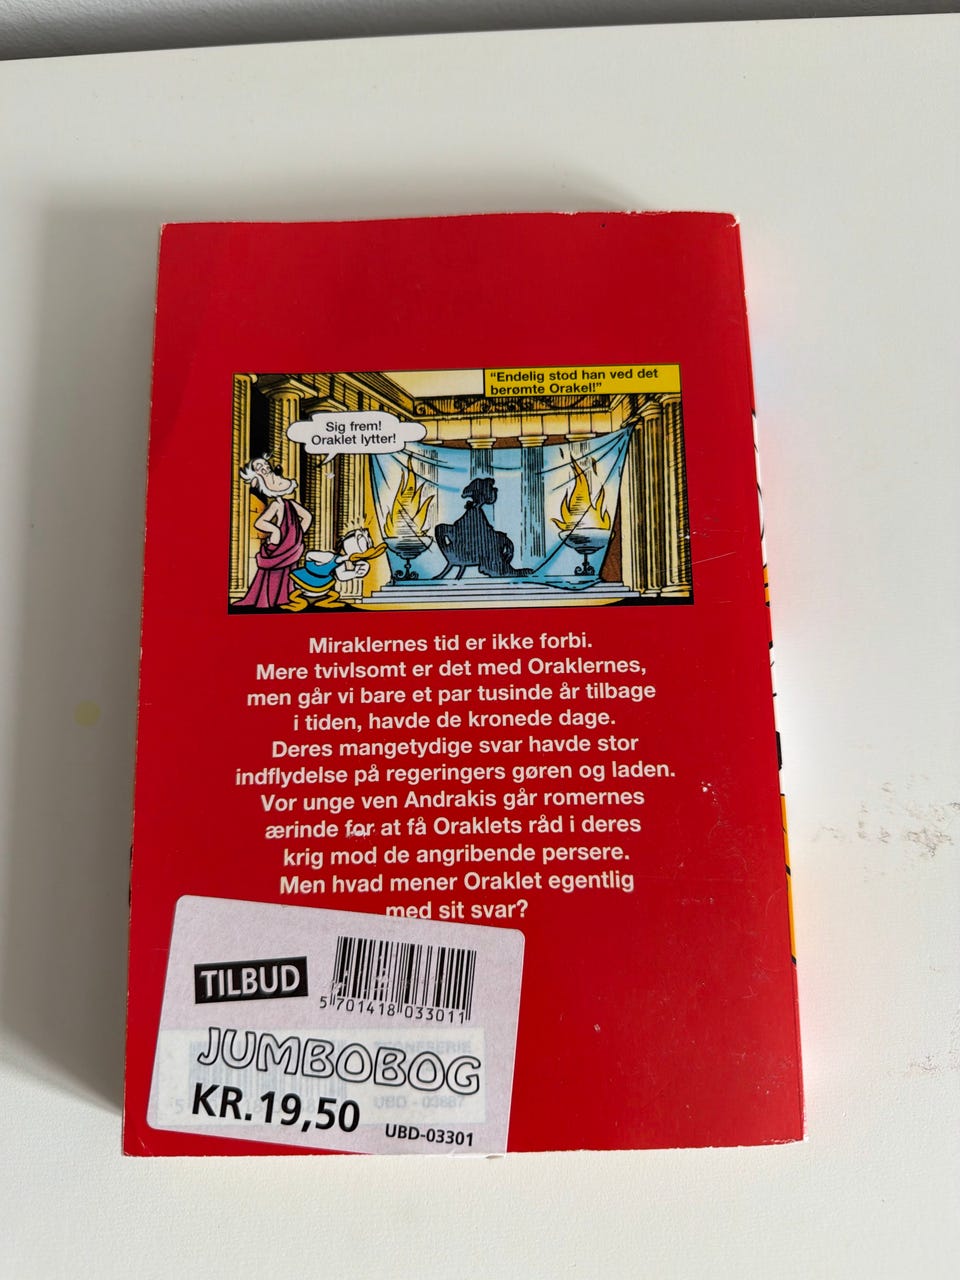 “Endelig stod han ved det
berømte Orakel!”
Sig frem!
Oraklet lytter!
Miraklernes tid er ikke forbi.
Mere tvivlsomt er det med Oraklernes,
men går vi bare et par tusinde år tilbage
i tiden, havde de kronede dage.
Deres mangetydige svar havde stor
indflydelse på regeringers gøren og laden.
Vor unge ven Andrakis går romernes
ærinde for at få Oraklets råd i deres
krig mod de angribende persere.
Men hvad mener Oraklet egentlig
med sit svar?
TILBUD
5 701418 033011
JUMBOBOG
KR.19,50
UBD-03301